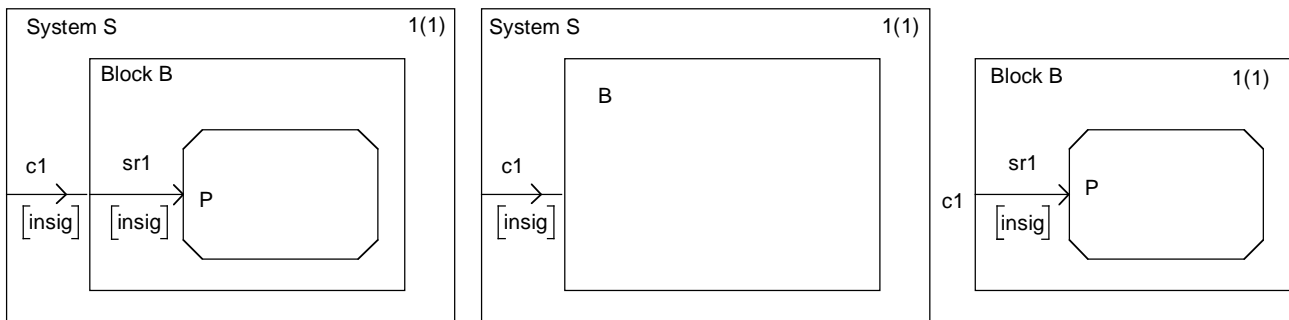 System S 1(1)
Block B
c1 sr1
P
[insig] [insig]
System S 1(1)
B
c1
[insig]
Block B 1(1)
sr1
P
c1
[insig]